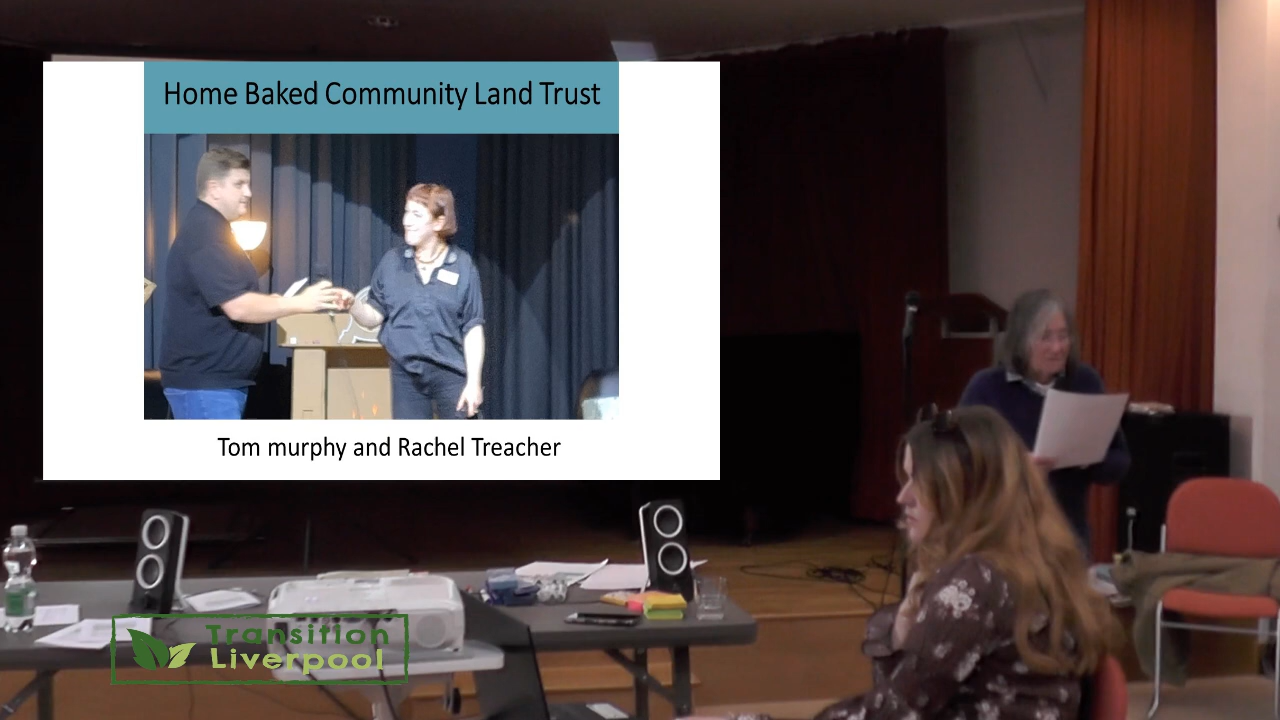 Home Baked Community Land Trust
Tom murphy and Rachel Treacher
Transition
Liverpool